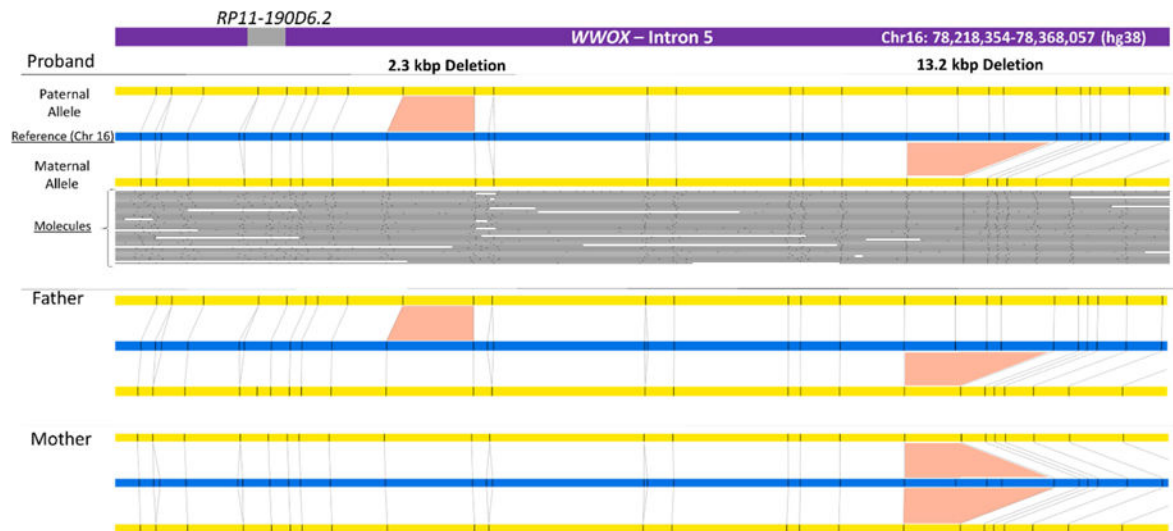 RP11-190D6.2
WWOX – Intron 5
Chr16: 78,218,354-78,368,057 (hg38)
Proband
2.3 kbp Deletion
13.2 kbp Deletion
Paternal
Allele
Reference (Chr 16)
Maternal
Allele
Molecules
Father
Mother